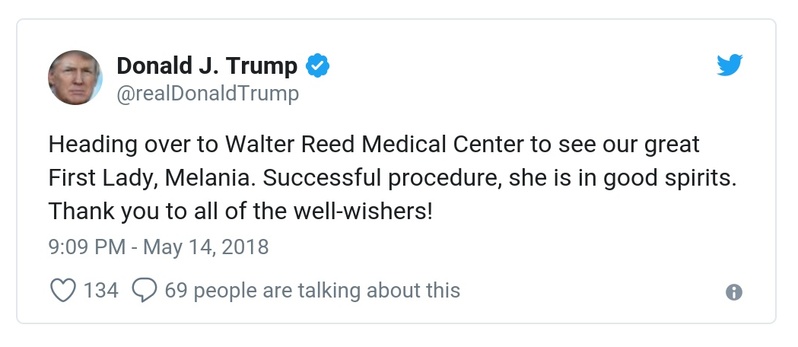 Donald J. Trump
@realDonaldTrump
Heading over to Walter Reed Medical Center to see our great
First Lady, Melania. Successful procedure, she is in good spirits.
Thank you to all of the well-wishers!
9:09 PM - May 14, 2018
134 69 people are talking about this